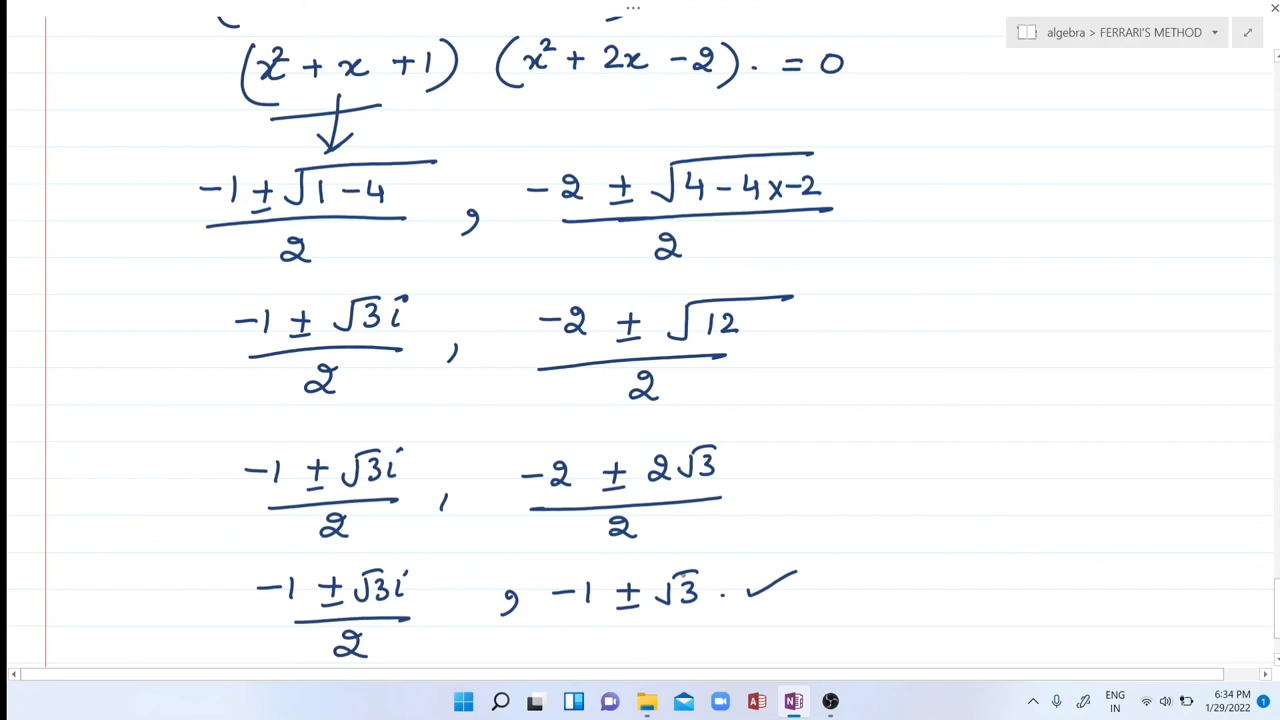 algebra > FERRARI'S METHOD
(x² + x + 1) (x² + 2x - 2). = 0
(-1 ± √(1 - 4))/2 , (-2 ± √(4 - 4x-2))/2
(-1 ± √3 i)/2 , (-2 ± √12)/2
(-1 ± √3 i)/2 , (-2 ± 2√3)/2
(-1 ± √3 i)/2 , -1 ± √3 . ✓
ENG
IN
6:34 PM
1/29/2022
1